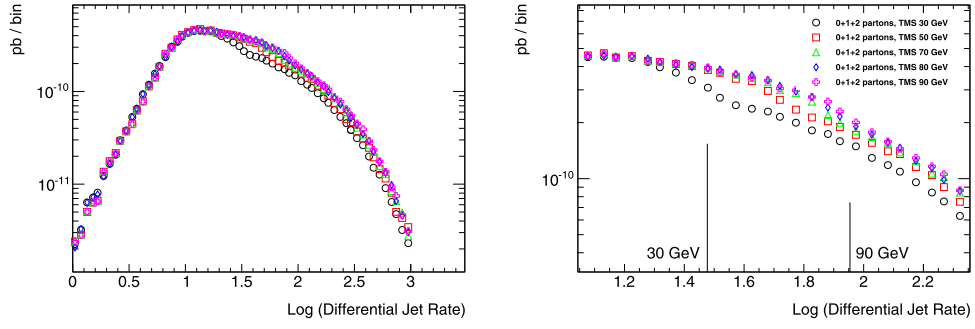 pb / bin
10⁻¹⁰
10⁻¹¹
0 0.5 1 1.5 2 2.5 3
Log (Differential Jet Rate)
pb / bin
0+1+2 partons, TMS 30 GeV
0+1+2 partons, TMS 50 GeV
0+1+2 partons, TMS 70 GeV
0+1+2 partons, TMS 80 GeV
0+1+2 partons, TMS 90 GeV
10⁻¹⁰
30 GeV 90 GeV
1.2 1.4 1.6 1.8 2 2.2
Log (Differential Jet Rate)